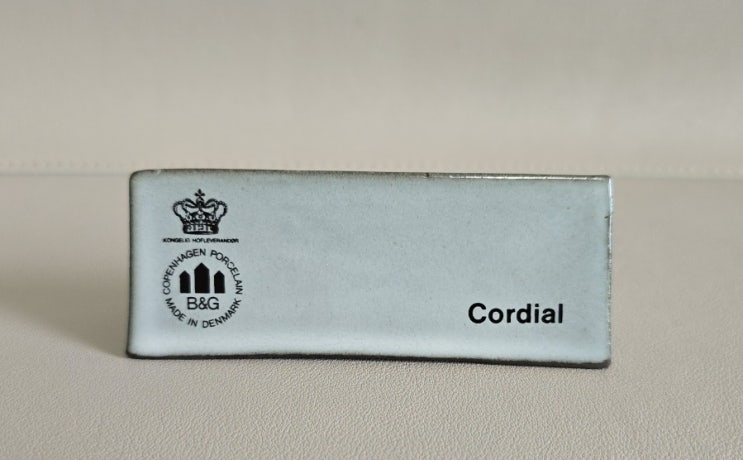 KONGELIG HOFLEVERANDØR
COPENHAGEN PORCELAIN
B&G
MADE IN DENMARK
Cordial